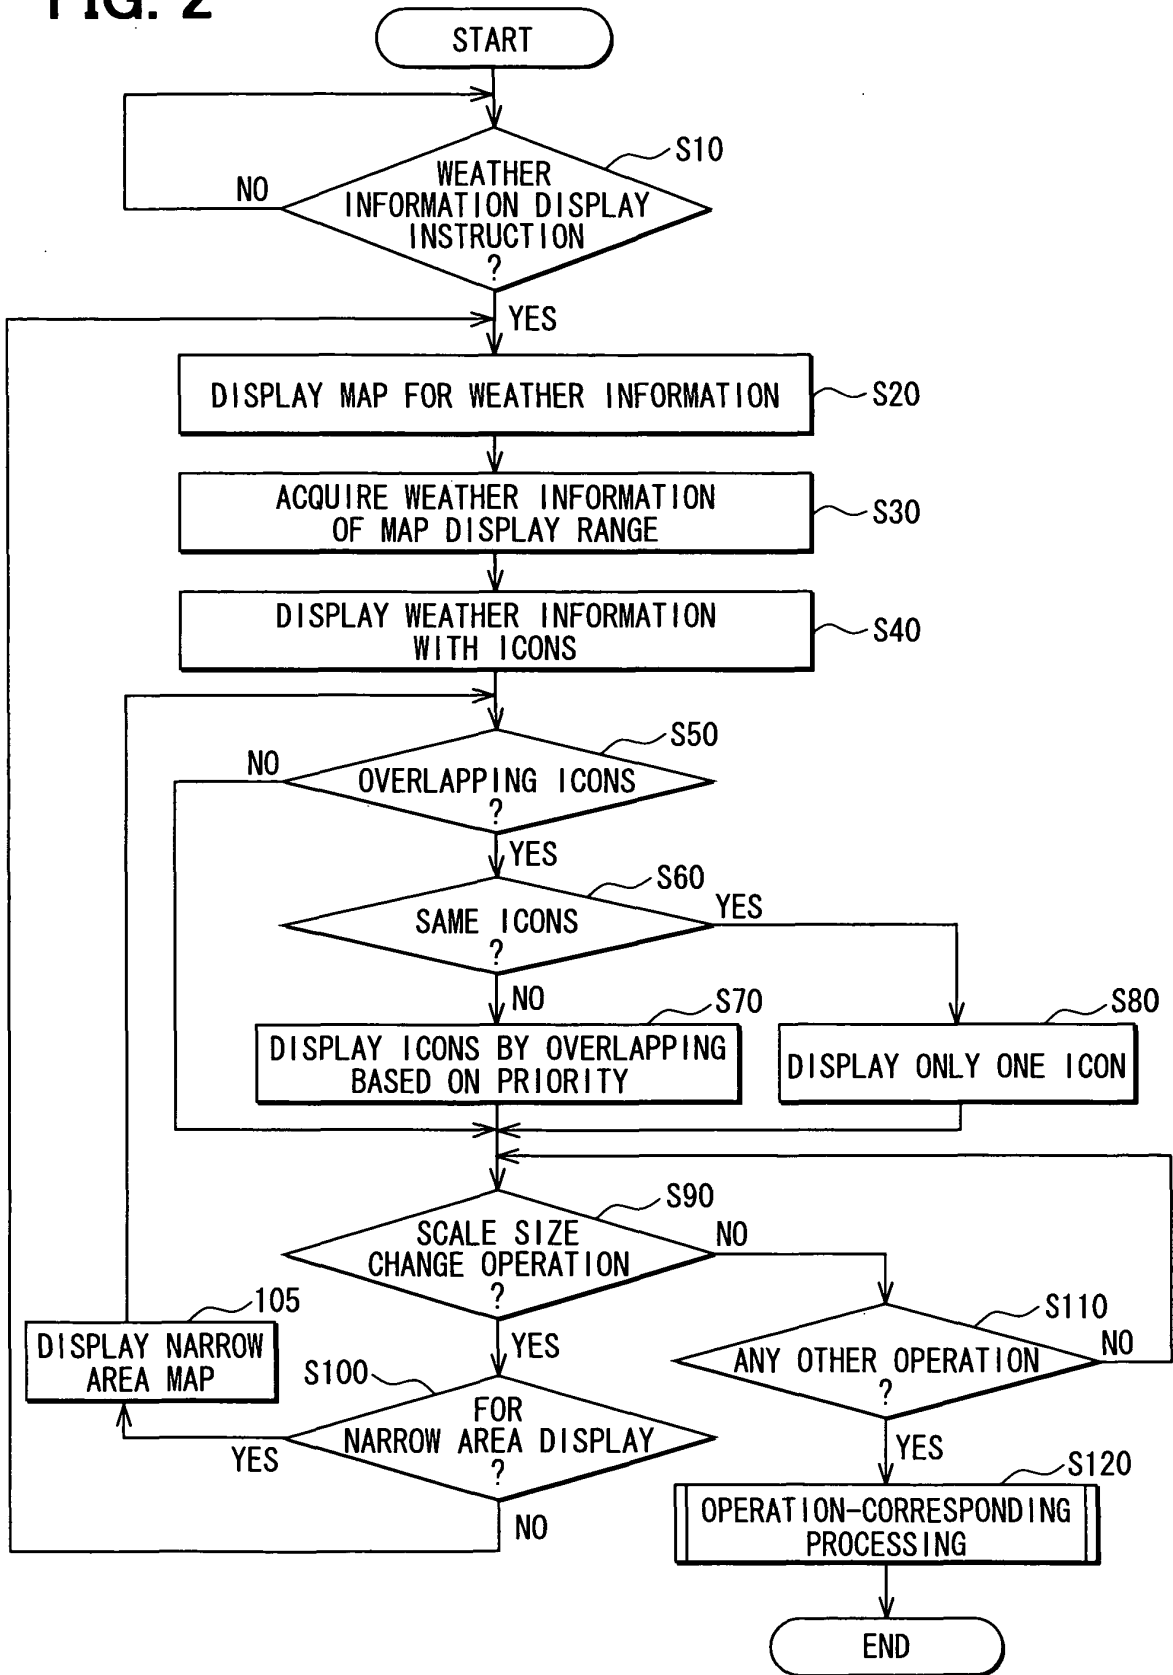 FIG. 2
START
S10
WEATHER
INFORMATION DISPLAY
INSTRUCTION
?
NO
YES
DISPLAY MAP FOR WEATHER INFORMATION
S20
ACQUIRE WEATHER INFORMATION
OF MAP DISPLAY RANGE
S30
DISPLAY WEATHER INFORMATION
WITH ICONS
S40
S50
NO
OVERLAPPING ICONS
?
YES
S60
SAME ICONS
?
YES
NO
S70
DISPLAY ICONS BY OVERLAPPING
BASED ON PRIORITY
S80
DISPLAY ONLY ONE ICON
S90
SCALE SIZE
CHANGE OPERATION
?
NO
YES
105
DISPLAY NARROW
AREA MAP
S100
FOR
NARROW AREA DISPLAY
?
YES
NO
S110
ANY OTHER OPERATION
?
NO
YES
S120
OPERATION-CORRESPONDING
PROCESSING
END